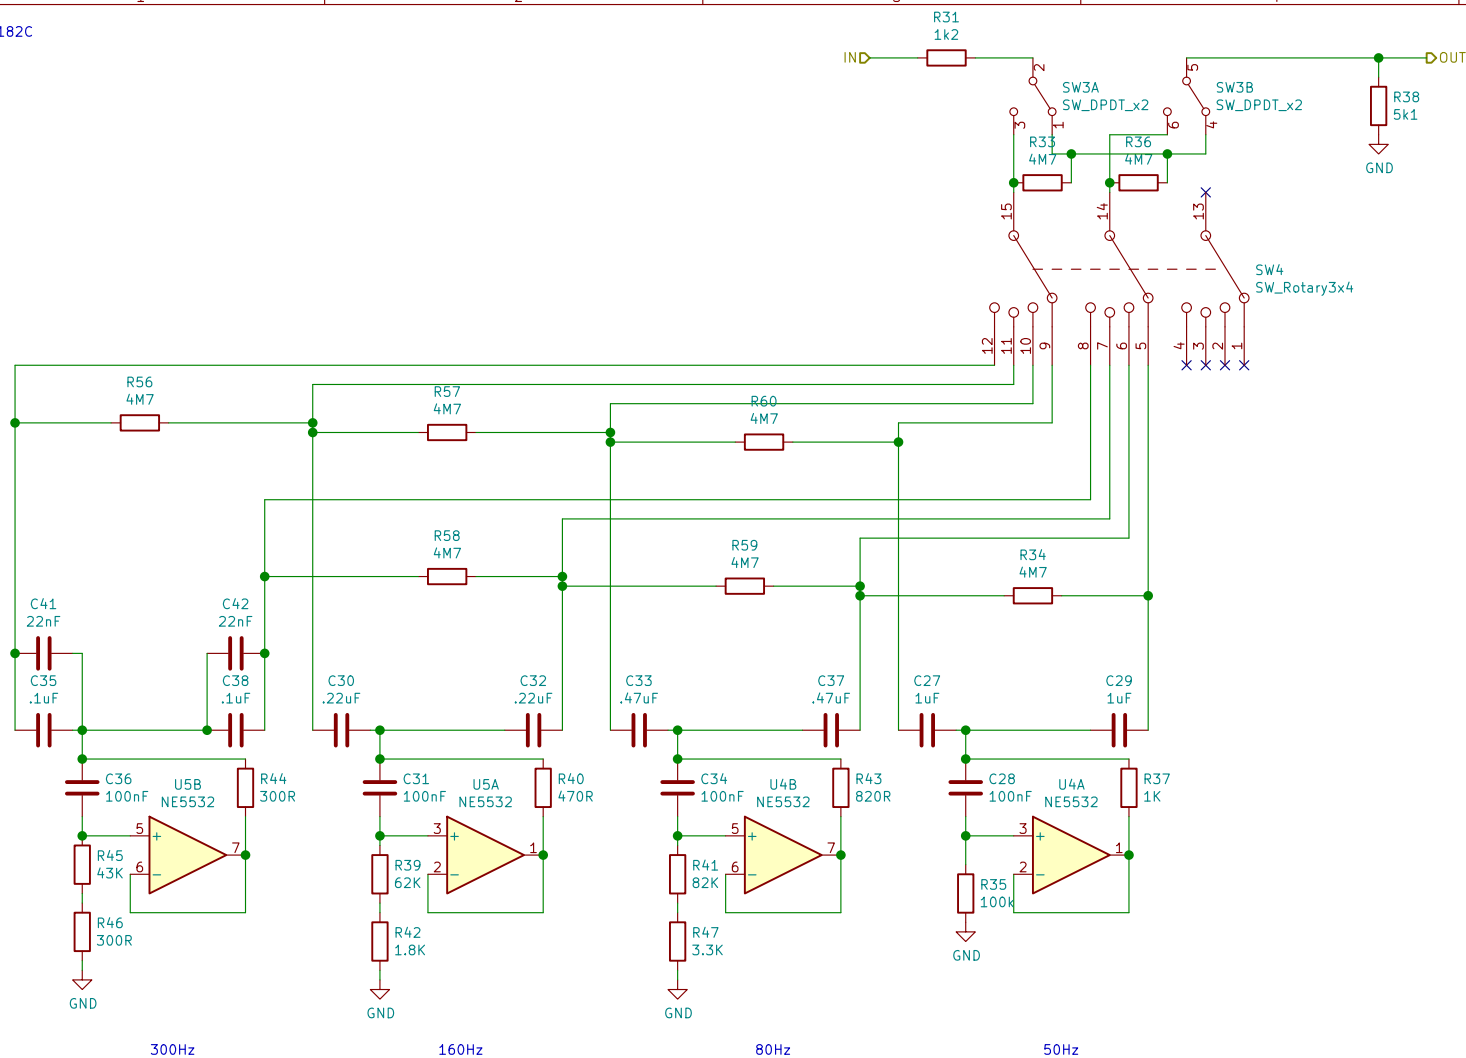 182C
R31
1k2
IN
OUT
2
5
SW3A
SW_DPDT_x2
SW3B
SW_DPDT_x2
R38
5k1
3
1
6
4
R33
4M7
R36
4M7
GND
15
14
13
SW4
SW_Rotary3x4
12
11
10
9
8
7
6
5
4
3
2
1
R56
4M7
R57
4M7
R60
4M7
R58
4M7
R59
4M7
R34
4M7
C41
22nF
C42
22nF
C35
.1uF
C38
.1uF
C30
.22uF
C32
.22uF
C33
.47uF
C37
.47uF
C27
1uF
C29
1uF
C36
100nF
U5B
NE5532
R44
300R
C31
100nF
U5A
NE5532
R40
470R
C34
100nF
U4B
NE5532
R43
820R
C28
100nF
U4A
NE5532
R37
1K
5
+
6
-
7
3
+
2
-
1
5
+
6
-
7
3
+
2
-
1
R45
43K
R39
62K
R41
82K
R35
100k
R46
300R
R42
1.8K
R47
3.3K
GND
GND
GND
GND
300Hz
160Hz
80Hz
50Hz